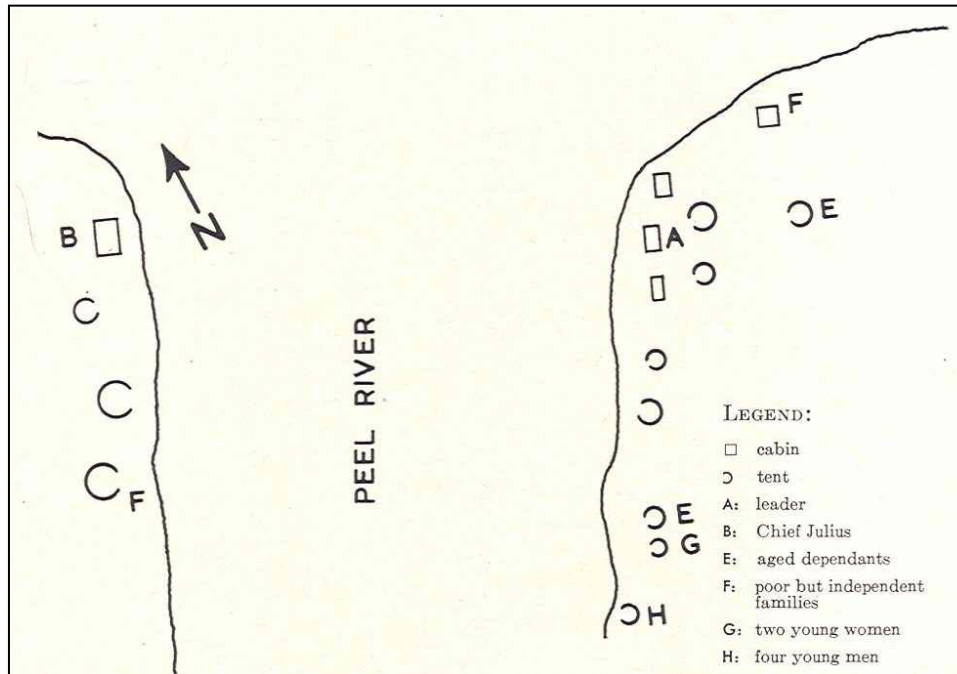 F
E
B
A
N
PEEL RIVER
F
E
G
H
LEGEND:
cabin
tent
A: leader
B: Chief Julius
E: aged dependants
F: poor but independent
families
G: two young women
H: four young men